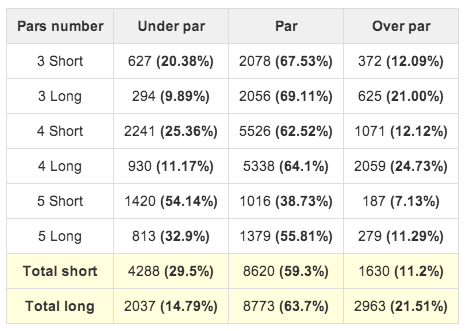 Pars number Under par Par Over par
3 Short 627 (20.38%) 2078 (67.53%) 372 (12.09%)
3 Long 294 (9.89%) 2056 (69.11%) 625 (21.00%)
4 Short 2241 (25.36%) 5526 (62.52%) 1071 (12.12%)
4 Long 930 (11.17%) 5338 (64.1%) 2059 (24.73%)
5 Short 1420 (54.14%) 1016 (38.73%) 187 (7.13%)
5 Long 813 (32.9%) 1379 (55.81%) 279 (11.29%)
Total short 4288 (29.5%) 8620 (59.3%) 1630 (11.2%)
Total long 2037 (14.79%) 8773 (63.7%) 2963 (21.51%)